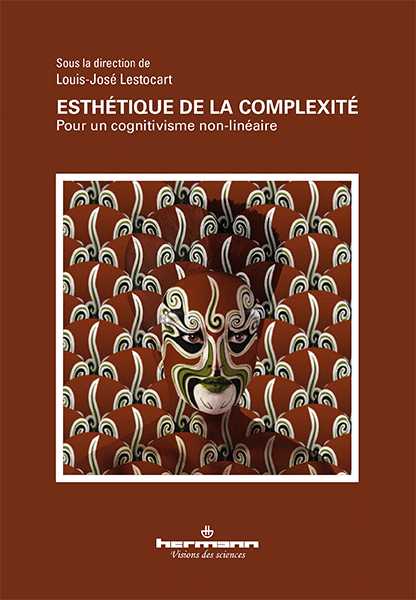 Sous la direction de
Louis-José Lestocart
ESTHÉTIQUE DE LA COMPLEXITÉ
Pour un cognitivisme non-linéaire
hermann
Visions des sciences